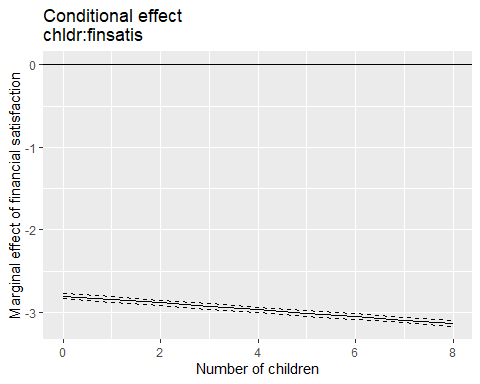 Conditional effect
chldr:finsatis
Marginal effect of financial satisfaction
0
-1
-2
-3
0
2
4
6
8
Number of children